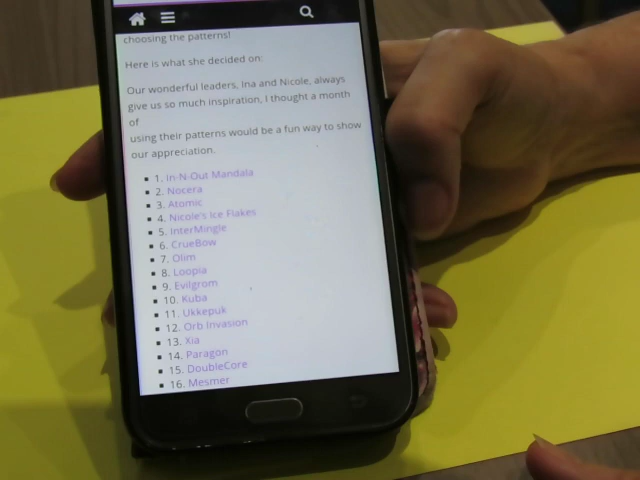 choosing the patterns!
Here is what she decided on:
Our wonderful leaders, Ina and Nicole, always
give us so much inspiration, I thought a month
of
using their patterns would be a fun way to show
our appreciation.
1. In-N-Out Mandala
2. Nocera
3. Atomic
4. Nicole's Ice Flakes
5. InterMingle
6. CrueBow
7. Olim
8. Loopia
9. Evilgrom
10. Kuba
11. Ukkepuk
12. Orb Invasion
13. Xia
14. Paragon
15. DoubleCore
16. Mesmer